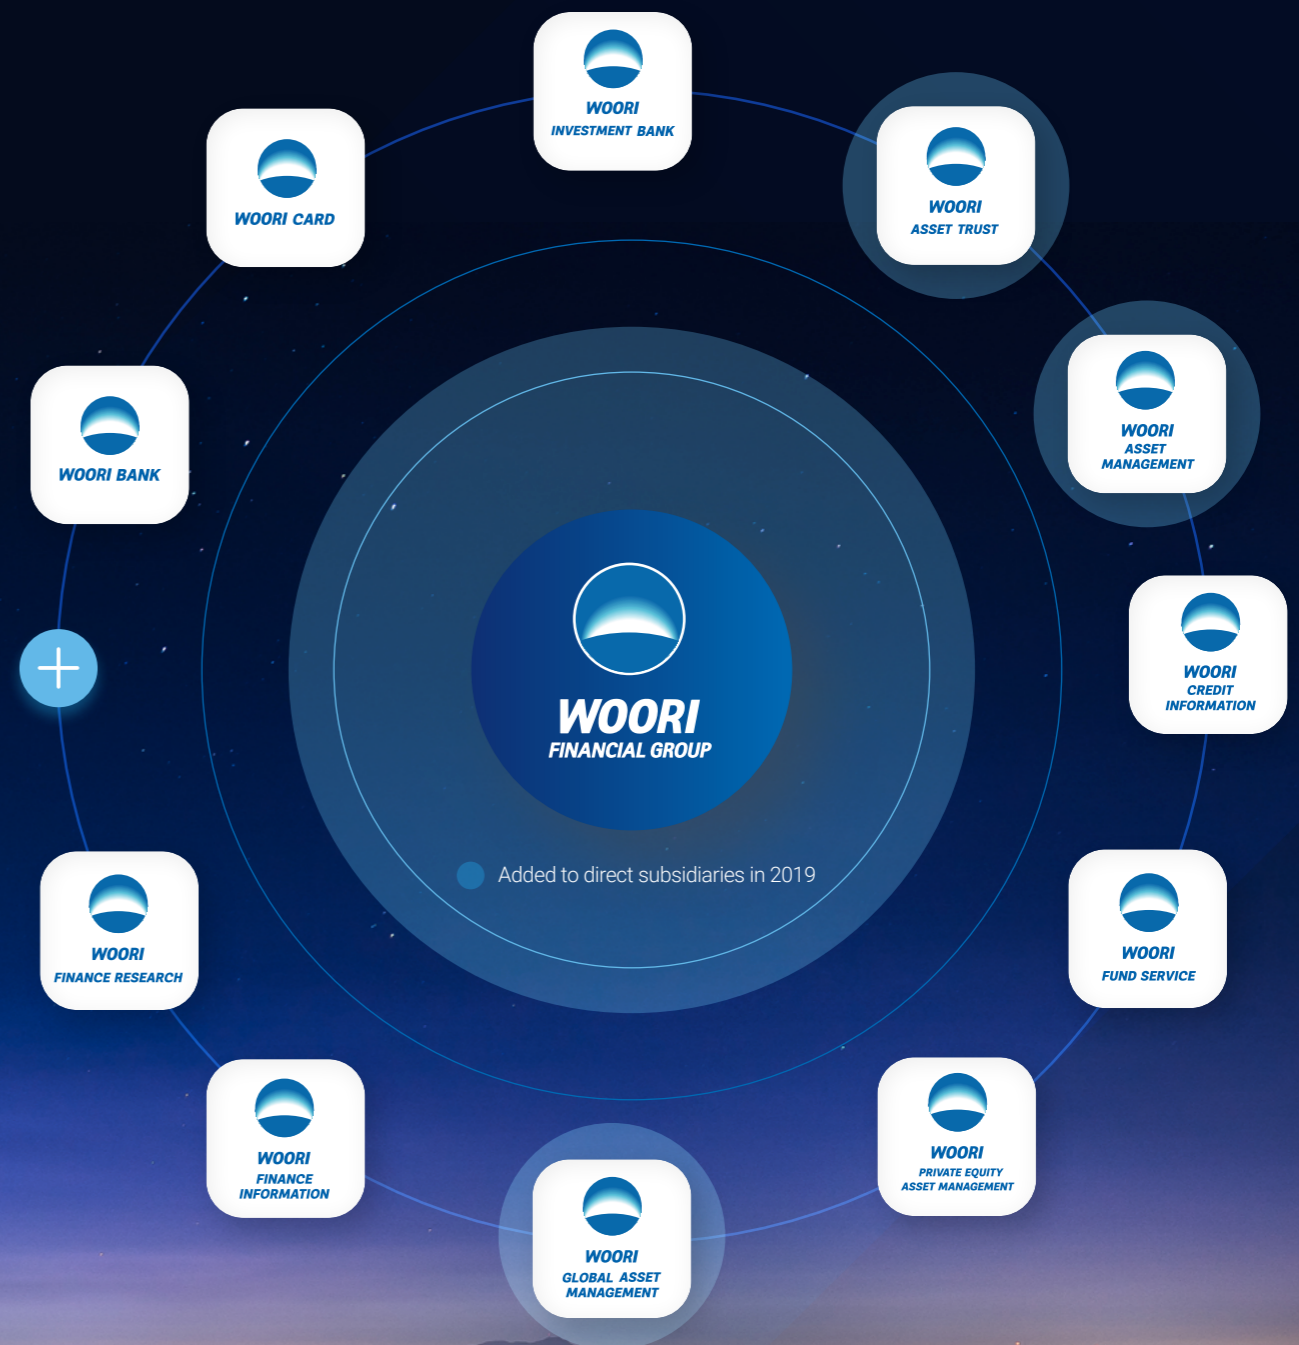 WOORI
INVESTMENT BANK
WOORI CARD
WOORI
ASSET TRUST
WOORI
ASSET
MANAGEMENT
WOORI BANK
WOORI
CREDIT
INFORMATION
WOORI
FINANCIAL GROUP
Added to direct subsidiaries in 2019
WOORI
FINANCE RESEARCH
WOORI
FUND SERVICE
WOORI
FINANCE
INFORMATION
WOORI
PRIVATE EQUITY
ASSET MANAGEMENT
WOORI
GLOBAL ASSET
MANAGEMENT